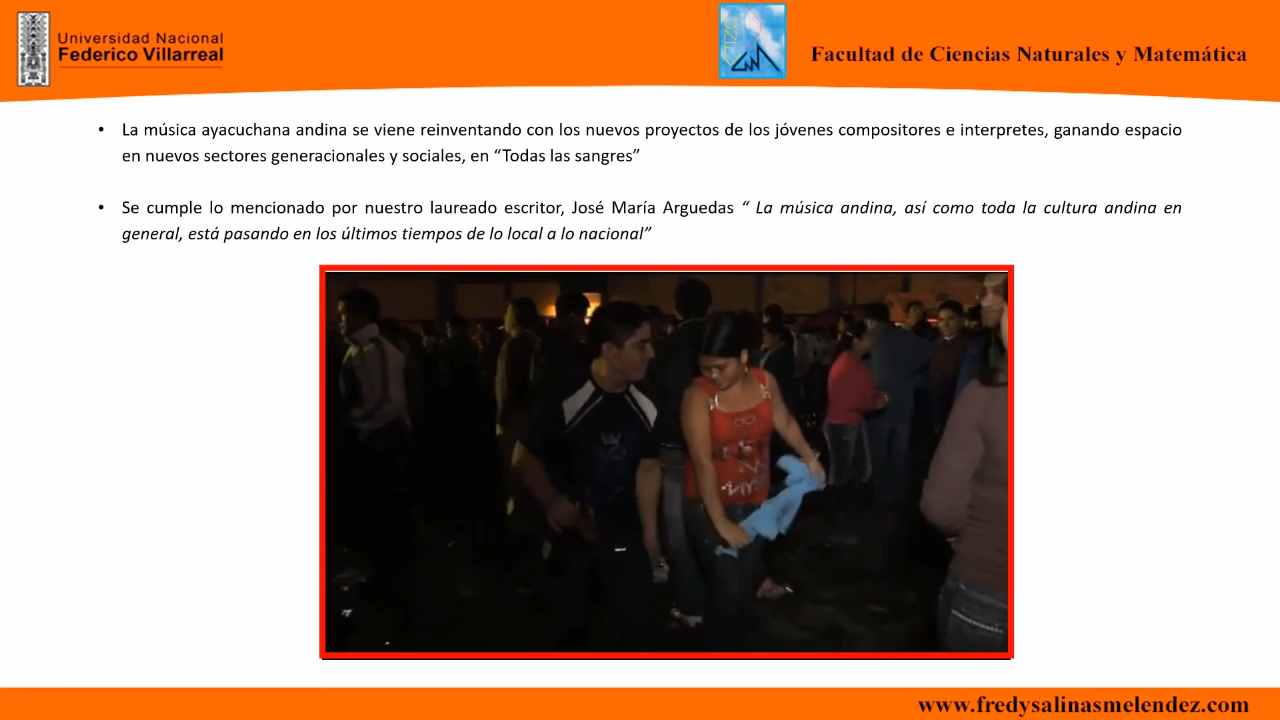 Universidad Nacional
Federico Villarreal
Facultad de Ciencias Naturales y Matemática
• La música ayacuchana andina se viene reinventando con los nuevos proyectos de los jóvenes compositores e interpretes, ganando espacio
en nuevos sectores generacionales y sociales, en “Todas las sangres”
• Se cumple lo mencionado por nuestro laureado escritor, José María Arguedas “ La música andina, así como toda la cultura andina en
general, está pasando en los últimos tiempos de lo local a lo nacional”
www.fredysalinasmelendez.com